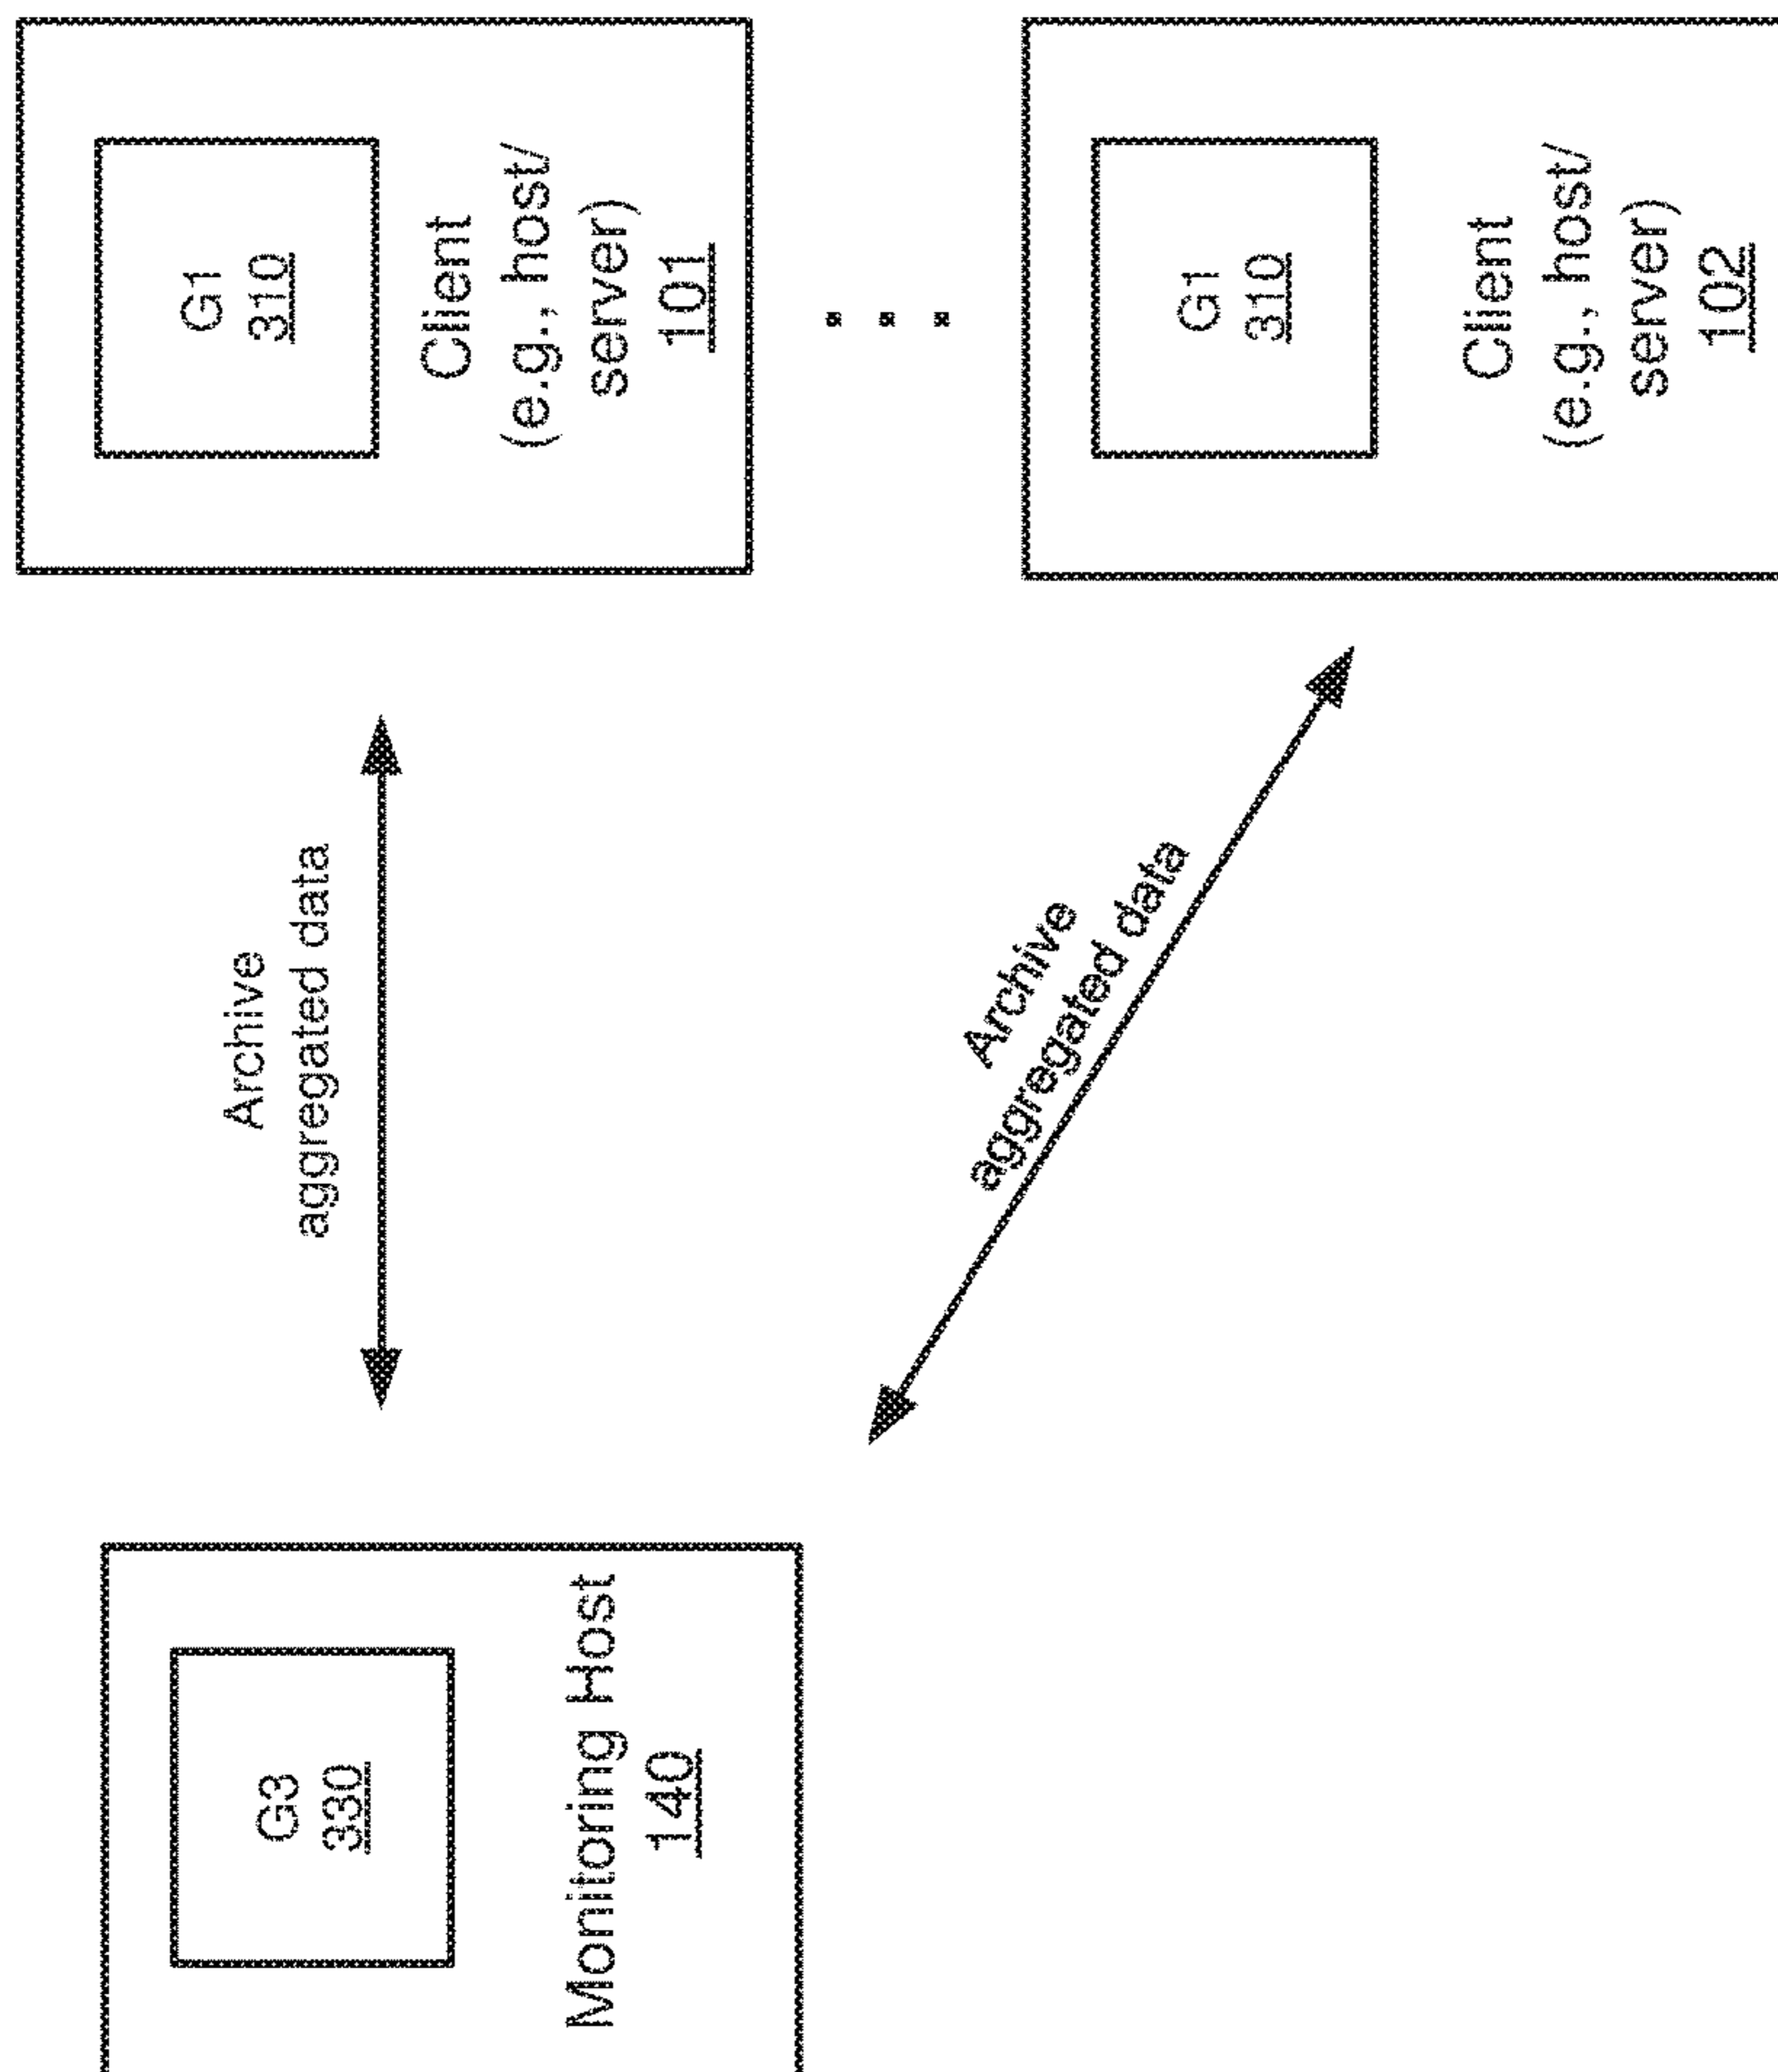 G3
330
Monitoring Host
140
Archive
aggregated data
G1
310
Client
(e.g., host/
server)
101
Archive
aggregated data
G1
310
Client
(e.g., host/
server)
102